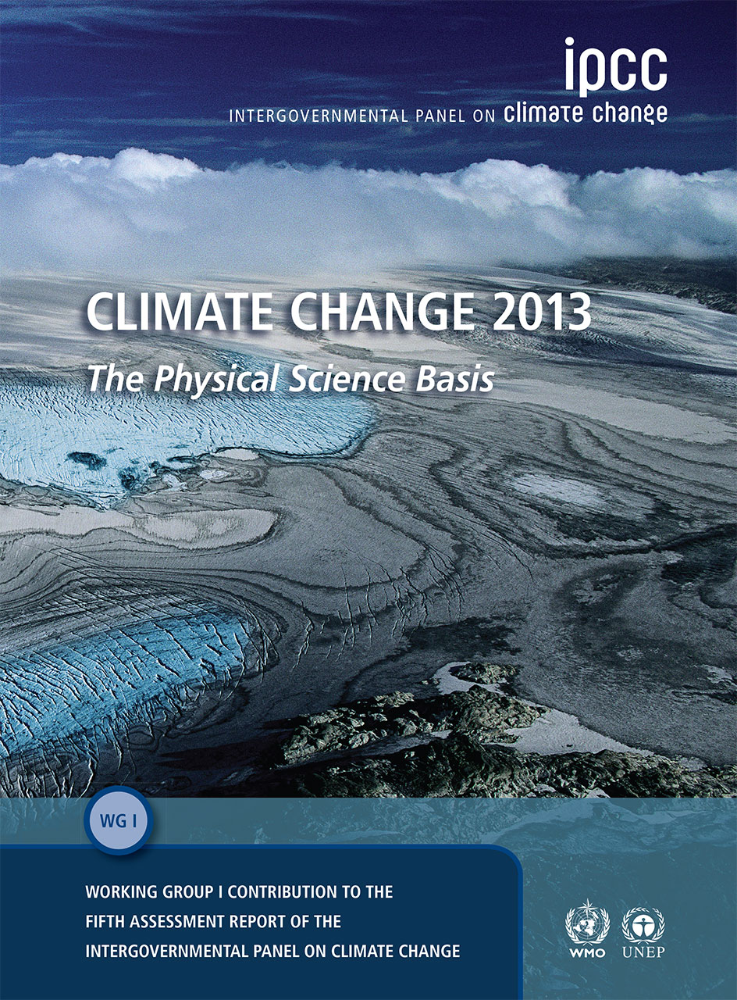 ipcc
INTERGOVERNMENTAL PANEL ON climate change
CLIMATE CHANGE 2013
The Physical Science Basis
WG I
WORKING GROUP I CONTRIBUTION TO THE
FIFTH ASSESSMENT REPORT OF THE
INTERGOVERNMENTAL PANEL ON CLIMATE CHANGE
WMO UNEP